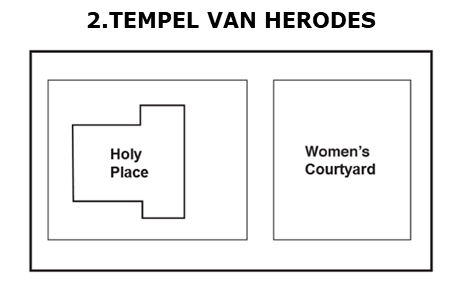 2.TEMPEL VAN HERODES
Holy
Place
Women's
Courtyard